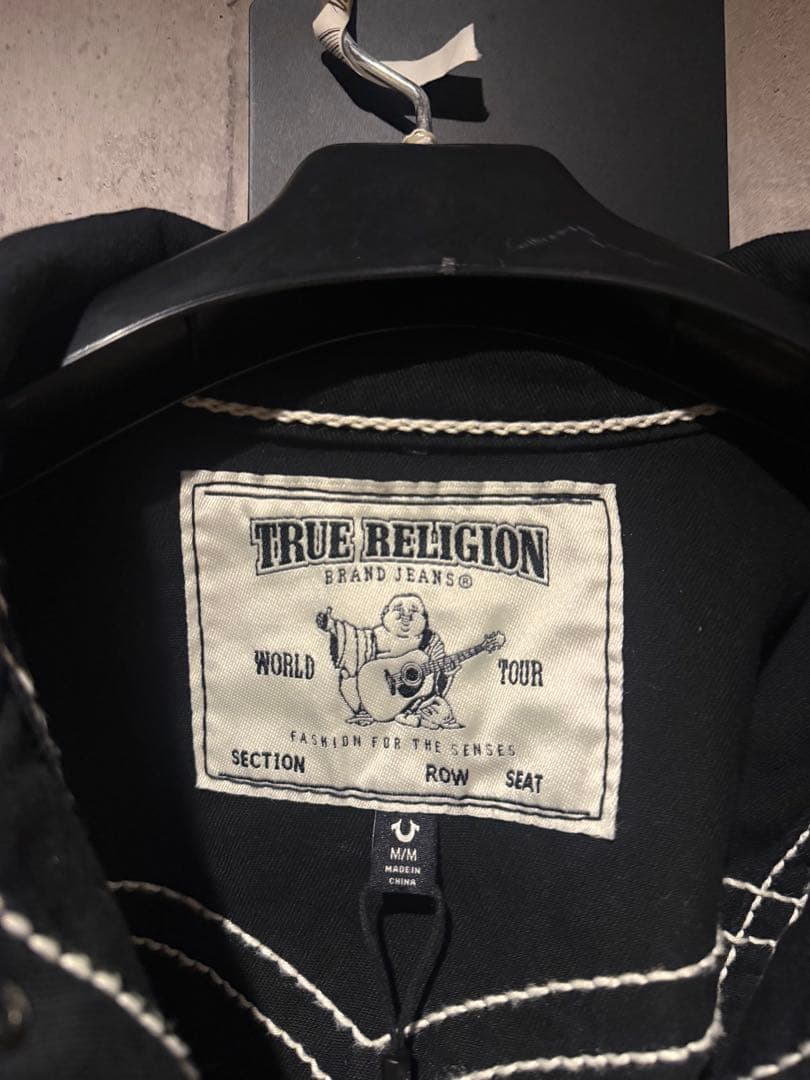 TRUE RELIGION
BRAND JEANS®
WORLD TOUR
FASHION FOR THE SENSES
SECTION ROW SEAT
M/M
MADE IN
CHINA